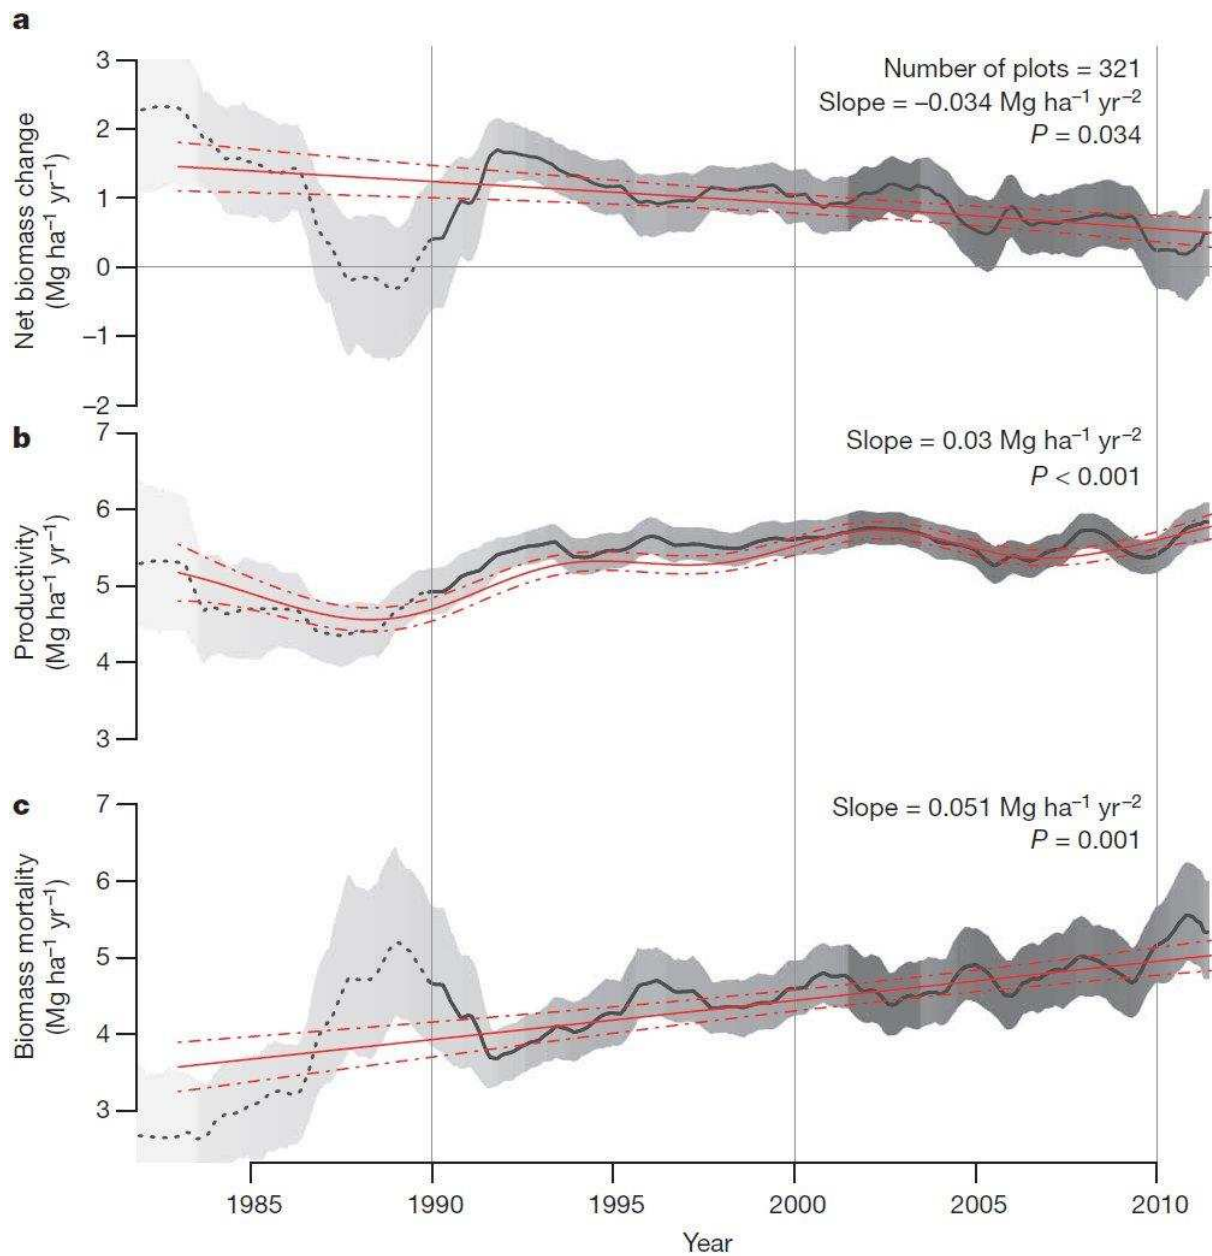 a
3
2
1
0
–1
–2
Net biomass change
(Mg ha⁻¹ yr⁻¹)
Number of plots = 321
Slope = –0.034 Mg ha⁻¹ yr⁻²
P = 0.034
b
7
6
5
4
3
Productivity
(Mg ha⁻¹ yr⁻¹)
Slope = 0.03 Mg ha⁻¹ yr⁻²
P < 0.001
c
7
6
5
4
3
Biomass mortality
(Mg ha⁻¹ yr⁻¹)
Slope = 0.051 Mg ha⁻¹ yr⁻²
P = 0.001
1985 1990 1995 2000 2005 2010
Year